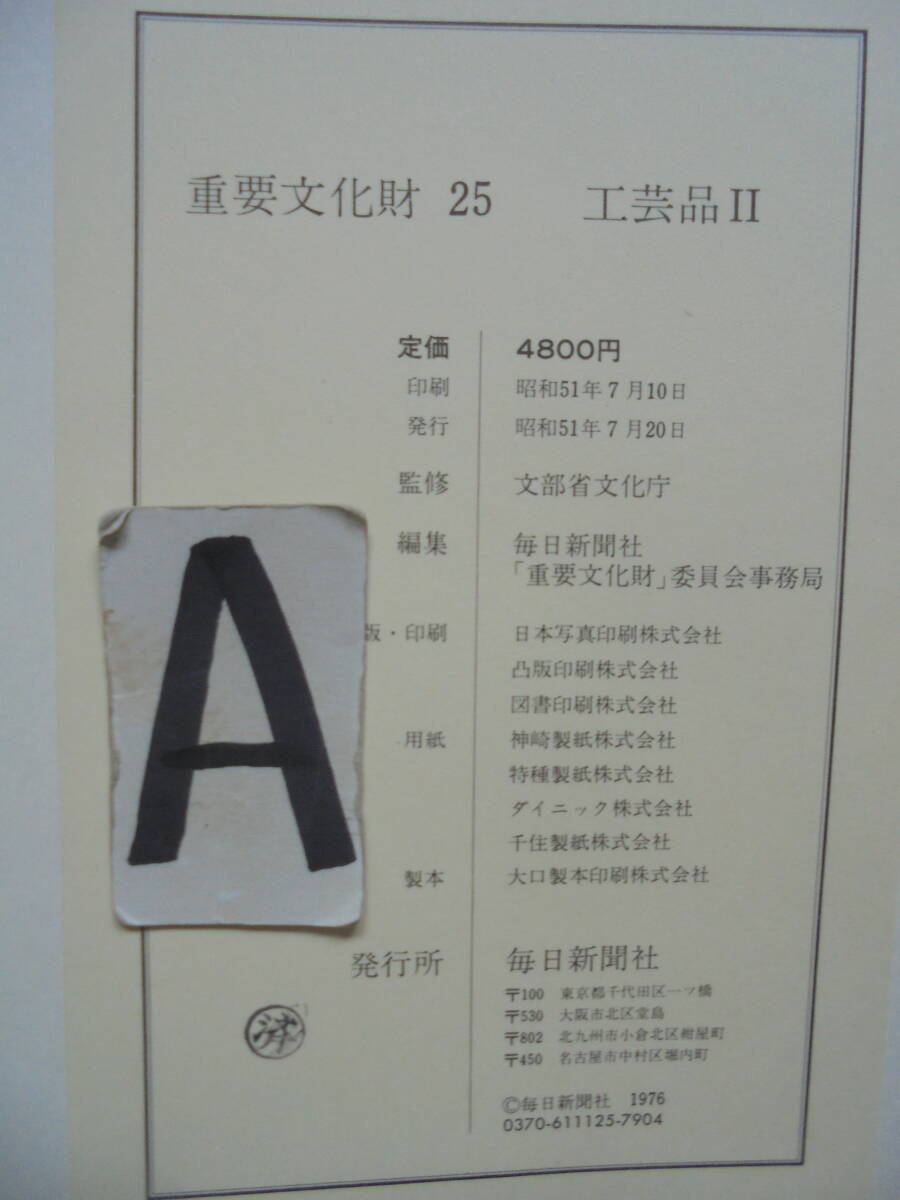 重要文化財 25 工芸品II
定価 4800円
印刷 昭和51年7月10日
発行 昭和51年7月20日
監修 文部省文化庁
編集 毎日新聞社
「重要文化財」委員会事務局
版・印刷 日本写真印刷株式会社
凸版印刷株式会社
図書印刷株式会社
用紙 神崎製紙株式会社
特種製紙株式会社
ダイニック株式会社
千住製紙株式会社
製本 大口製本印刷株式会社
発行所 毎日新聞社
〒100 東京都千代田区一ツ橋
〒530 大阪市北区堂島
〒802 北九州市小倉北区紺屋町
〒450 名古屋市中村区堀内町
©毎日新聞社 1976
0370-611125-7904
A
済